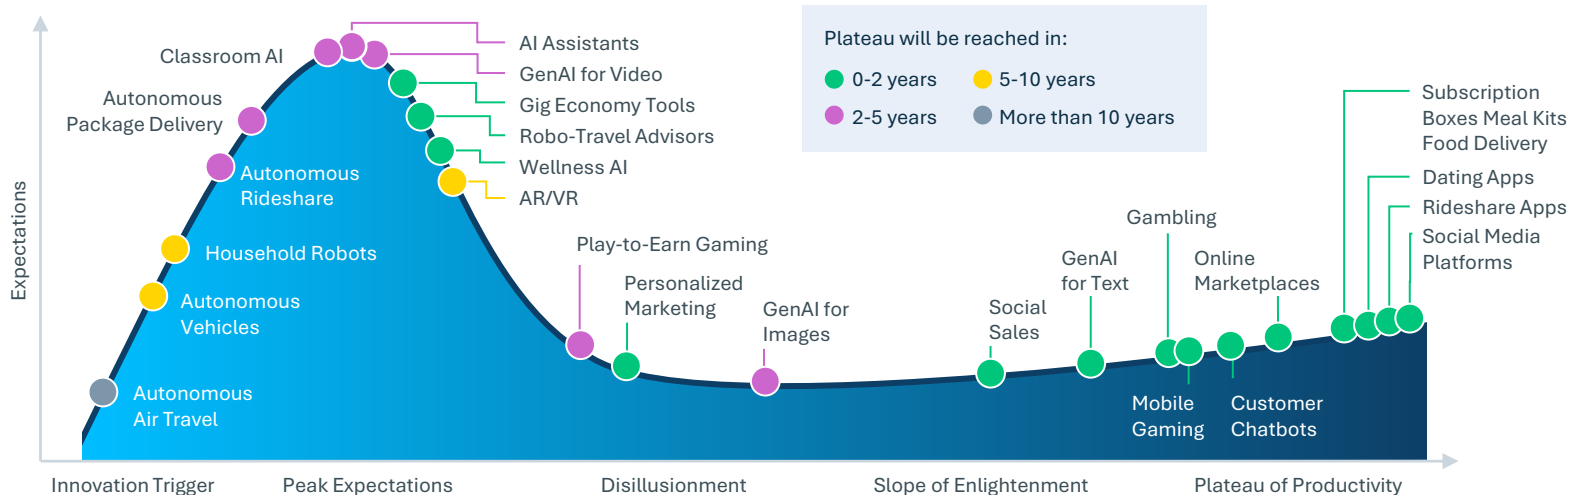 Expectations
Classroom AI
Autonomous
Package Delivery
Autonomous
Rideshare
Household Robots
Autonomous
Vehicles
Autonomous
Air Travel
AI Assistants
GenAI for Video
Gig Economy Tools
Robo-Travel Advisors
Wellness AI
AR/VR
Plateau will be reached in:
0-2 years
5-10 years
2-5 years
More than 10 years
Play-to-Earn Gaming
Personalized
Marketing
GenAI for
Images
Social
Sales
GenAI
for Text
Gambling
Mobile
Gaming
Online
Marketplaces
Customer
Chatbots
Subscription
Boxes Meal Kits
Food Delivery
Dating Apps
Rideshare Apps
Social Media
Platforms
Innovation Trigger
Peak Expectations
Disillusionment
Slope of Enlightenment
Plateau of Productivity